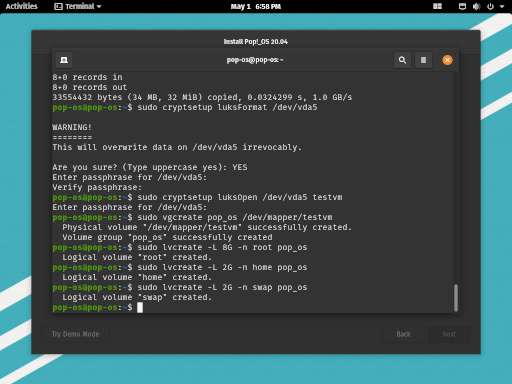 Activities
Terminal
May 1 6:58 PM
Install Pop!_OS 20.04
pop-os@pop-os: ~
8+0 records in
8+0 records out
33554432 bytes (34 MB, 32 MiB) copied, 0.0324299 s, 1.0 GB/s
pop-os@pop-os:~$ sudo cryptsetup luksFormat /dev/vda5
WARNING!
========
This will overwrite data on /dev/vda5 irrevocably.
Are you sure? (Type uppercase yes): YES
Enter passphrase for /dev/vda5:
Verify passphrase:
pop-os@pop-os:~$ sudo cryptsetup luksOpen /dev/vda5 testvm
Enter passphrase for /dev/vda5:
pop-os@pop-os:~$ sudo vgcreate pop_os /dev/mapper/testvm
Physical volume "/dev/mapper/testvm" successfully created.
Volume group "pop_os" successfully created
pop-os@pop-os:~$ sudo lvcreate -L 8G -n root pop_os
Logical volume "root" created.
pop-os@pop-os:~$ sudo lvcreate -L 2G -n home pop_os
Logical volume "home" created.
pop-os@pop-os:~$ sudo lvcreate -L 2G -n swap pop_os
Logical volume "swap" created.
pop-os@pop-os:~$
Try Demo Mode
Back
Next